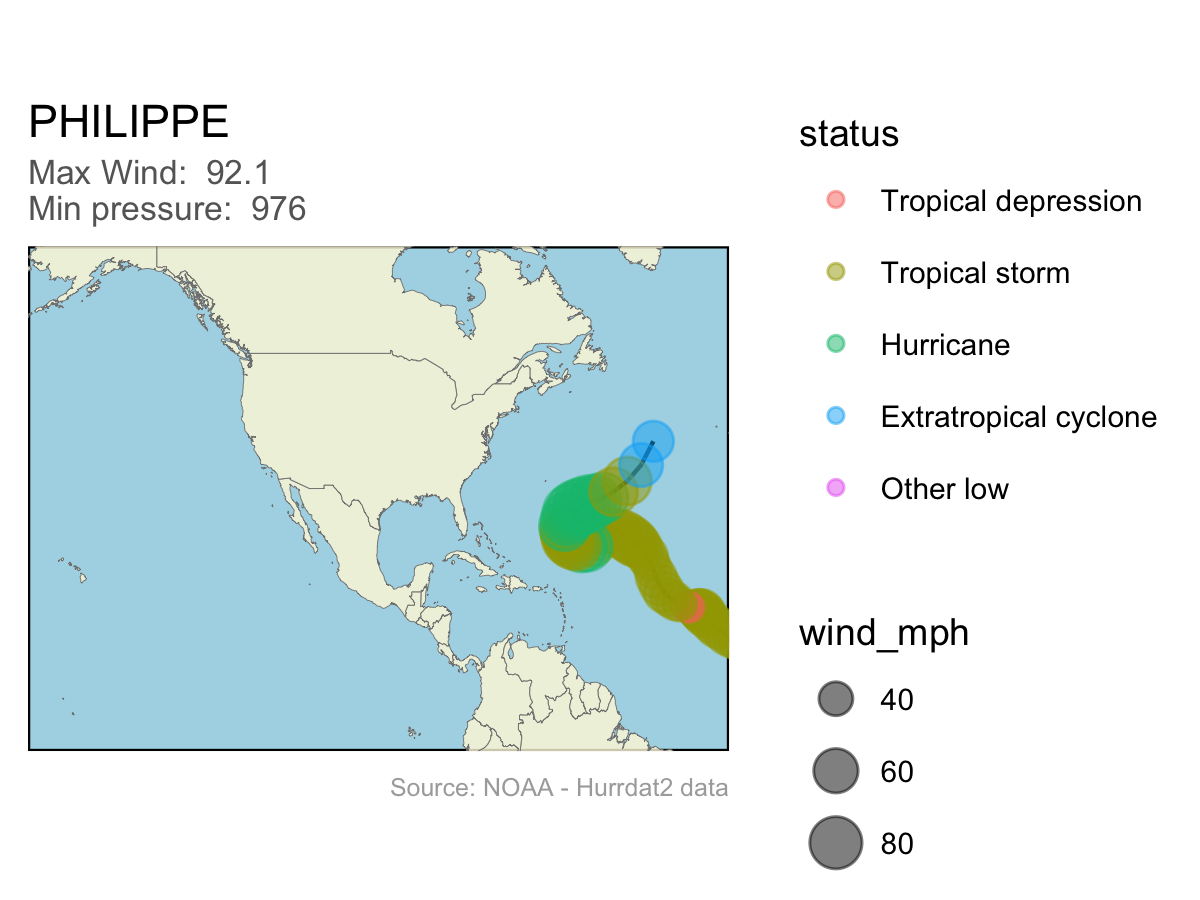 PHILIPPE
Max Wind:  92.1
Min pressure:  976
status
Tropical depression
Tropical storm
Hurricane
Extratropical cyclone
Other low
wind_mph
40
60
80
Source: NOAA - Hurrdat2 data